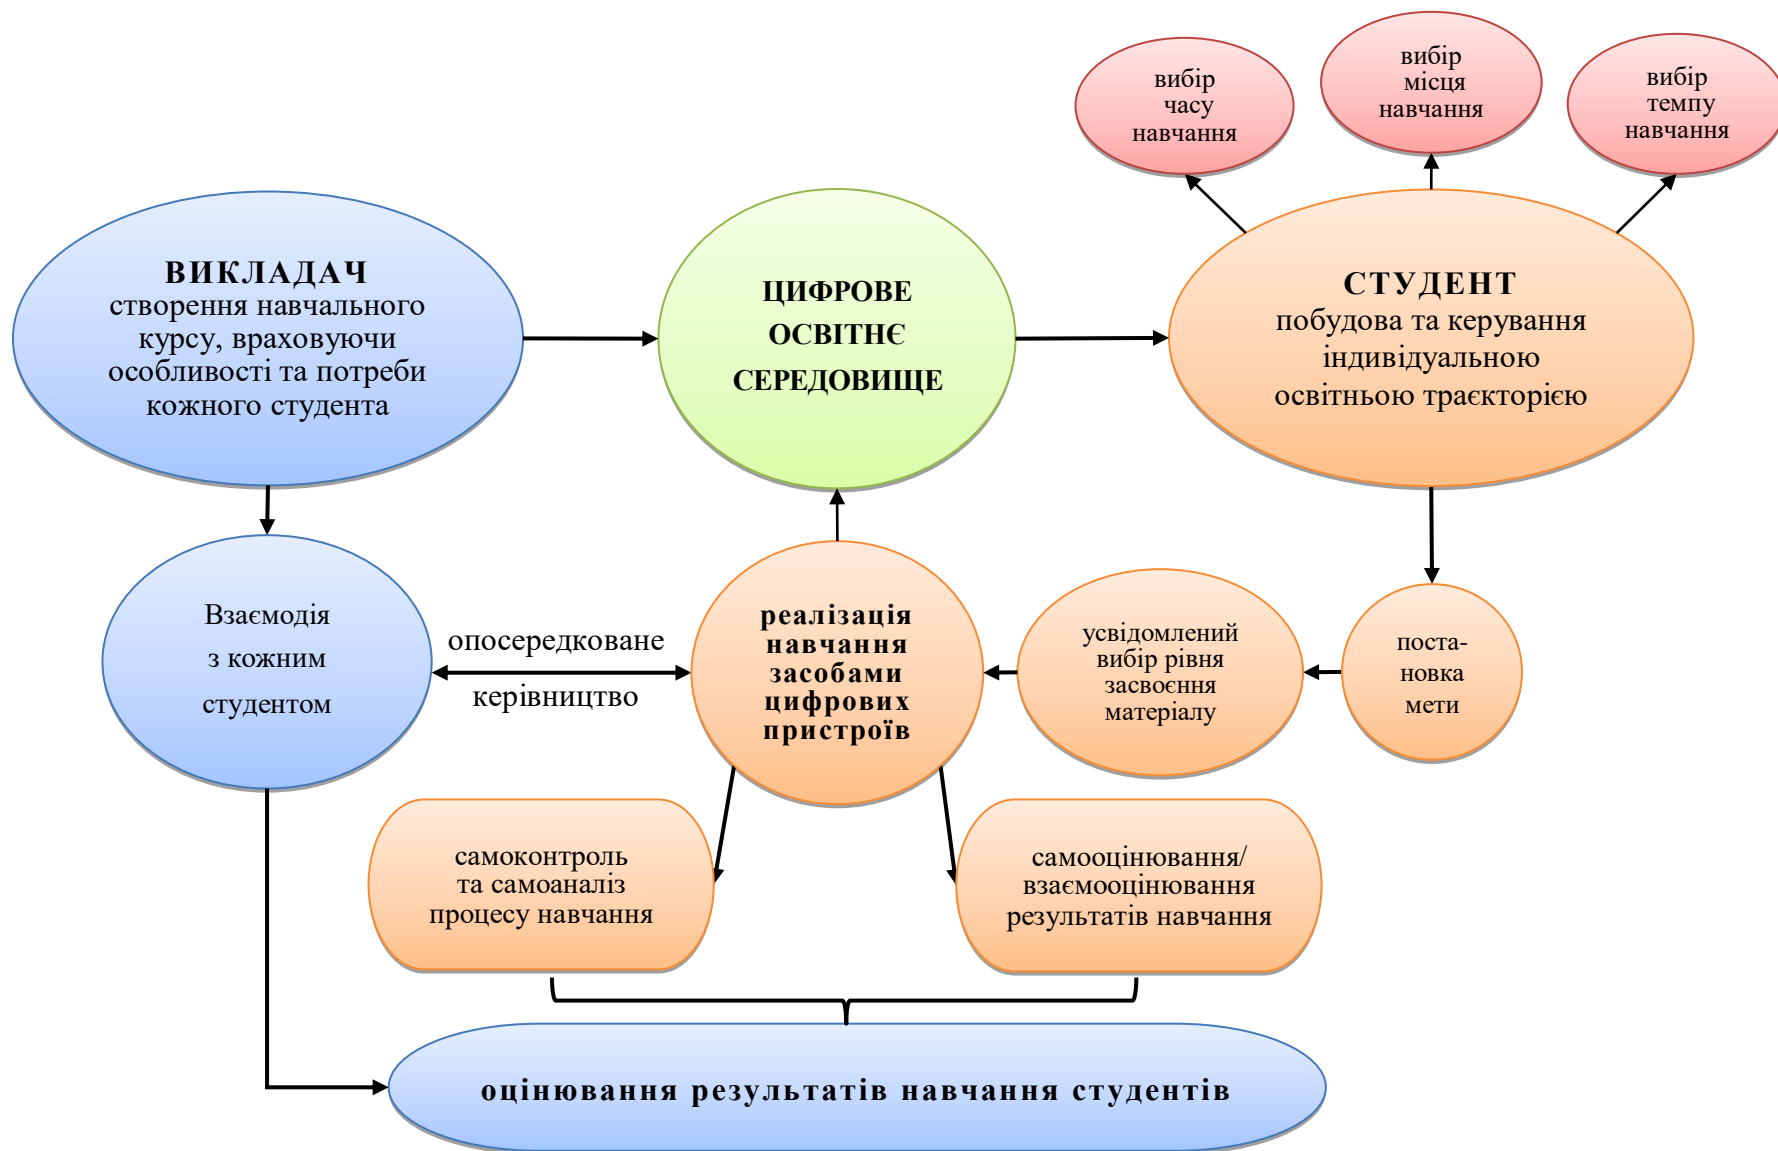 вибір
часу
навчання
вибір
місця
навчання
вибір
темпу
навчання
ВИКЛАДАЧ
створення навчального
курсу, враховуючи
особливості та потреби
кожного студента
ЦИФРОВЕ
ОСВІТНЄ
СЕРЕДОВИЩЕ
СТУДЕНТ
побудова та керування
індивідуальною
освітньою траєкторією
Взаємодія
з кожним
студентом
опосередковане
керівництво
реалізація
навчання
засобами
цифрових
пристроїв
усвідомлений
вибір рівня
засвоєння
матеріалу
поста-
новка
мети
самоконтроль
та самоаналіз
процесу навчання
самооцінювання/
взаємооцінювання
результатів навчання
оцінювання результатів навчання студентів